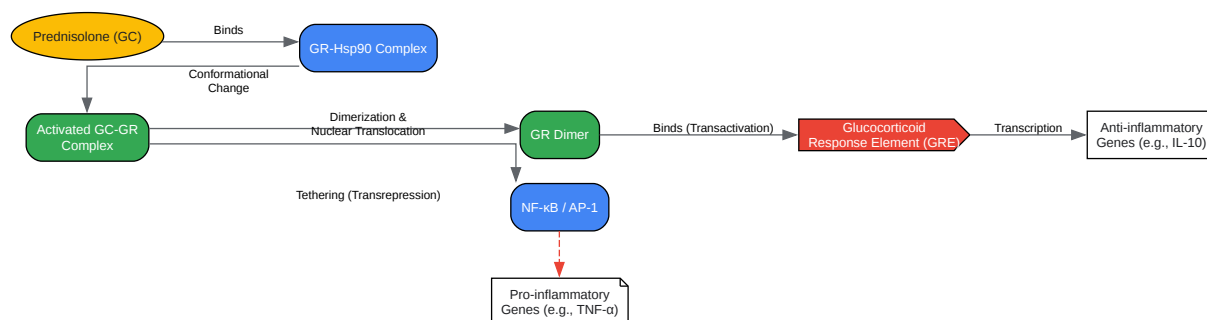 Prednisolone (GC)
Binds
GR-Hsp90 Complex
Conformational
Change
Activated GC-GR
Complex
Dimerization &
Nuclear Translocation
GR Dimer
Binds (Transactivation)
Glucocorticoid
Response Element (GRE)
Transcription
Anti-inflammatory
Genes (e.g., IL-10)
Tethering (Transrepression)
NF-κB / AP-1
Pro-inflammatory
Genes (e.g., TNF-α)